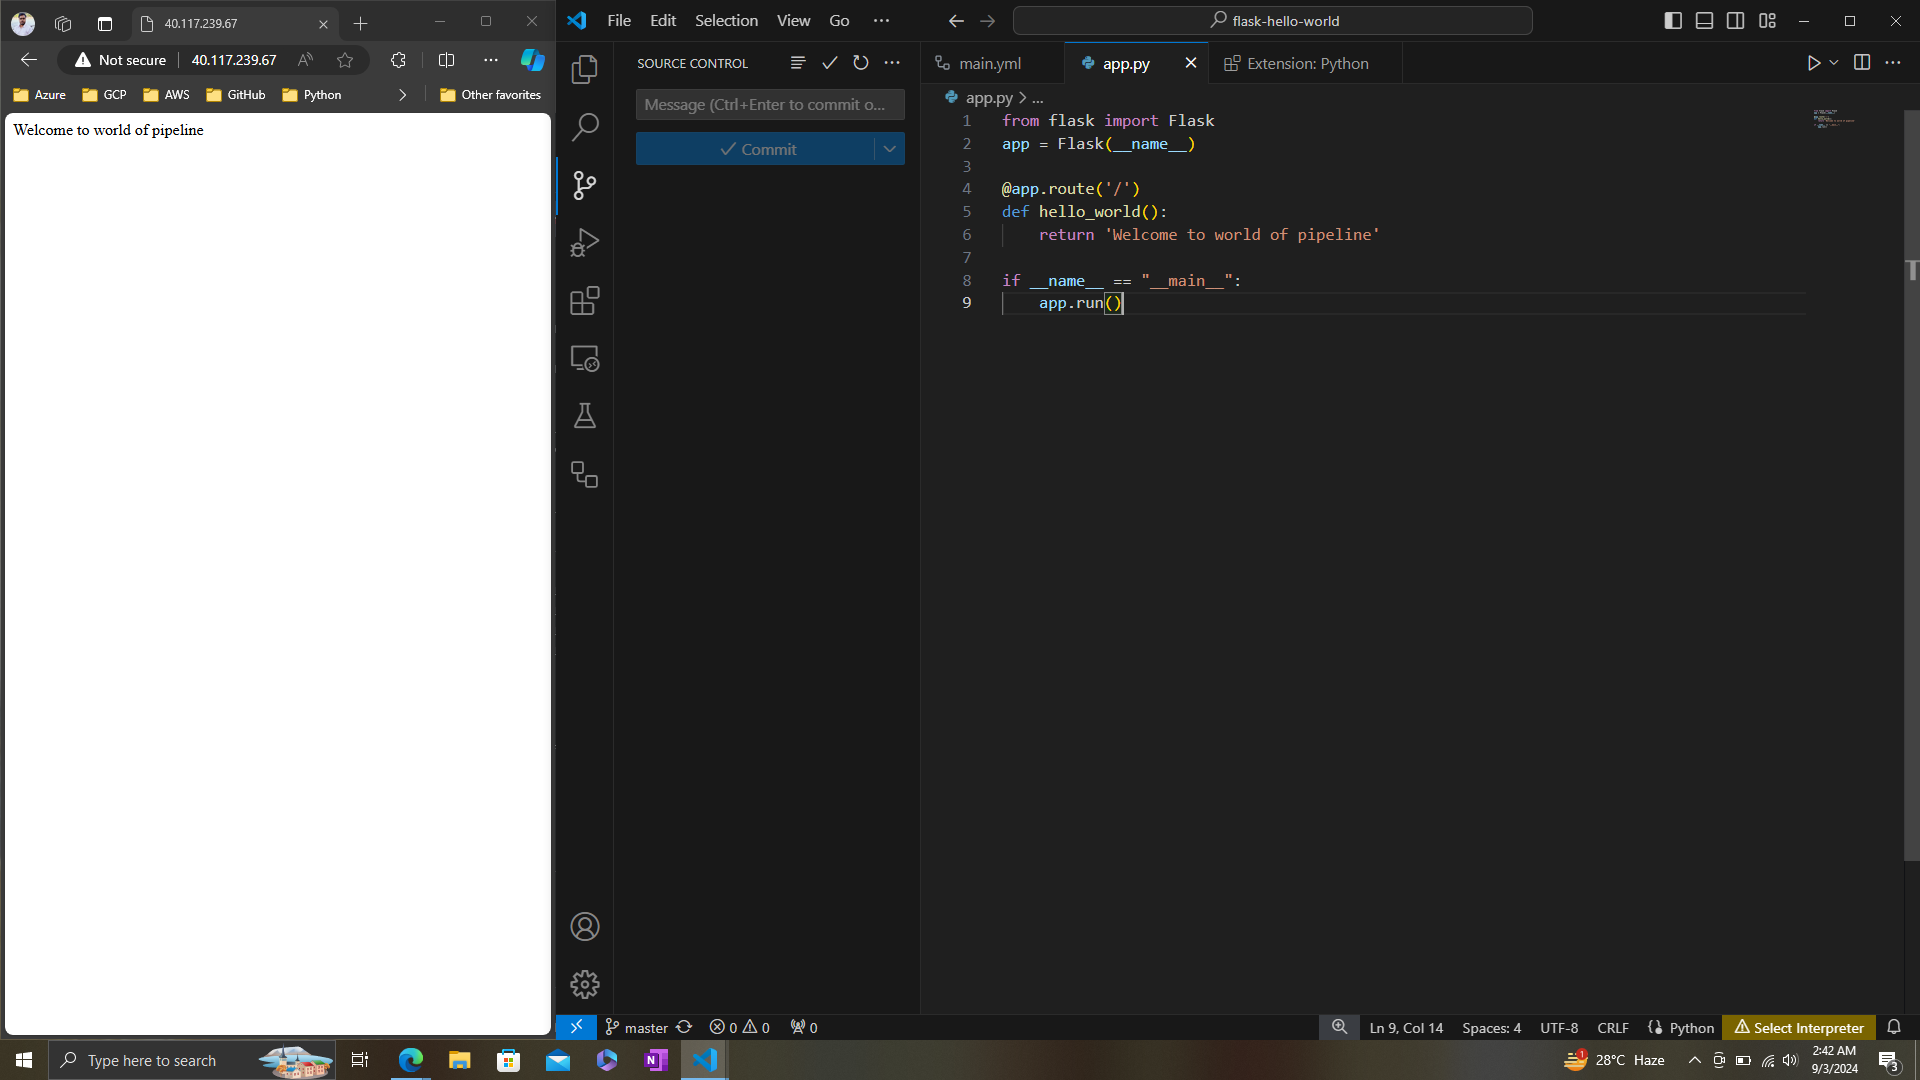 40.117.239.67
Not secure
40.117.239.67
Azure
GCP
AWS
GitHub
Python
Other favorites
Welcome to world of pipeline
File
Edit
Selection
View
Go
flask-hello-world
SOURCE CONTROL
Message (Ctrl+Enter to commit o...
Commit
main.yml
app.py
Extension: Python
app.py > ...
1 from flask import Flask
2 app = Flask(__name__)
3
4 @app.route('/')
5 def hello_world():
6 return 'Welcome to world of pipeline'
7
8 if __name__ == "__main__":
9 app.run()
master
0
0
0
Ln 9, Col 14
Spaces: 4
UTF-8
CRLF
Python
Select Interpreter
Type here to search
1
28°C Haze
2:42 AM
9/3/2024
3